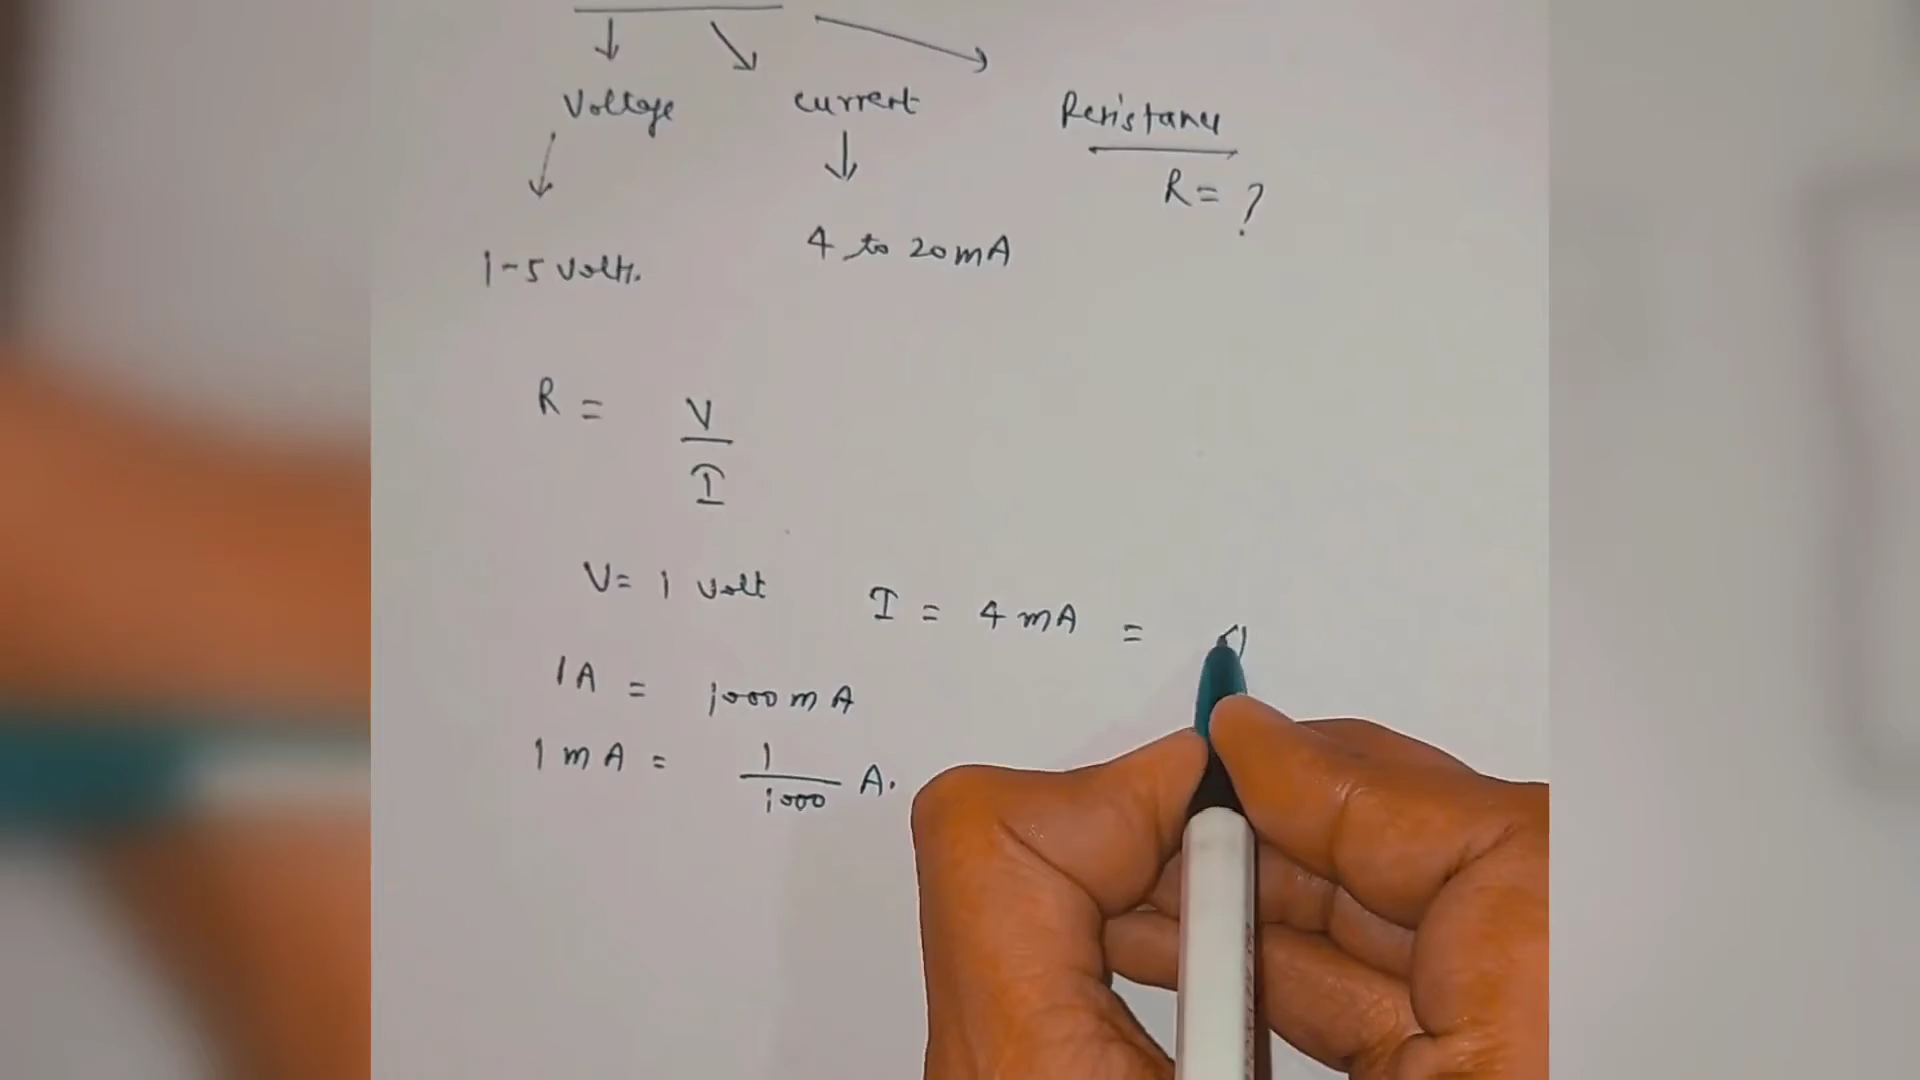 Voltage current Resistance
R = ?
1-5 Volts. 4 to 20mA
R = V
I
V = 1 Volt I = 4 mA = 4
1A = 1000 mA
1 mA = 1
1000 A.